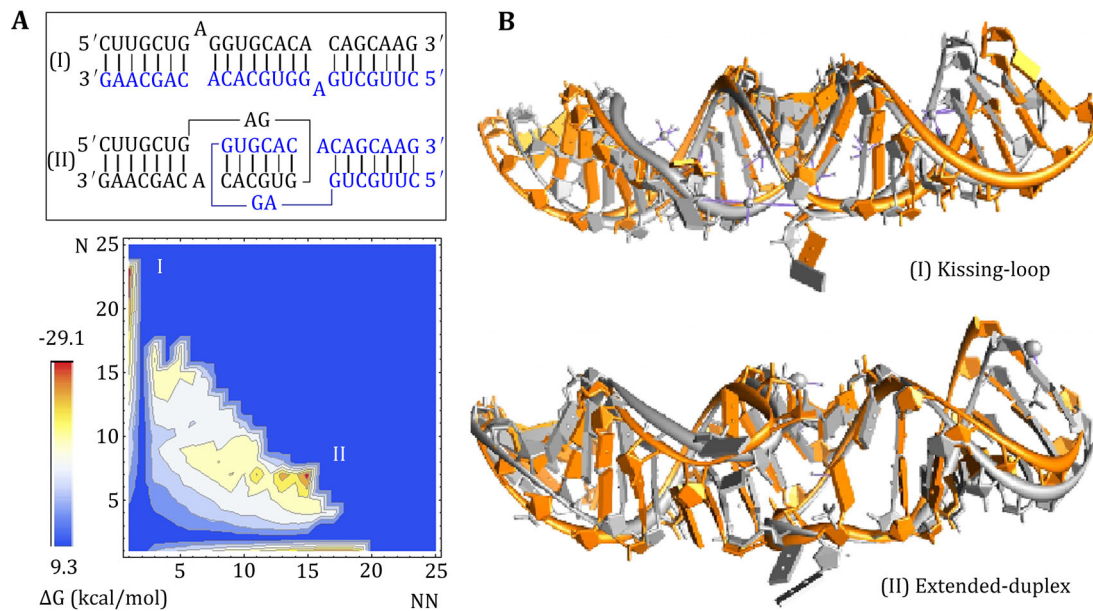 A
5′CUUGCUG A GGUGCACA CAGCAAG 3′
(I)
3′GAACGAC ACACGUGG A GUCGUUC 5′
AG
5′CUUGCUG GUGCAC ACAGCAAG 3′
(II)
3′GAACGAC A CACGUG GUCGUUC 5′
GA
N
25
20
15
10
5
I
II
-29.1
9.3
5 10 15 20 25
ΔG (kcal/mol) NN
B
(I) Kissing-loop
(II) Extended-duplex